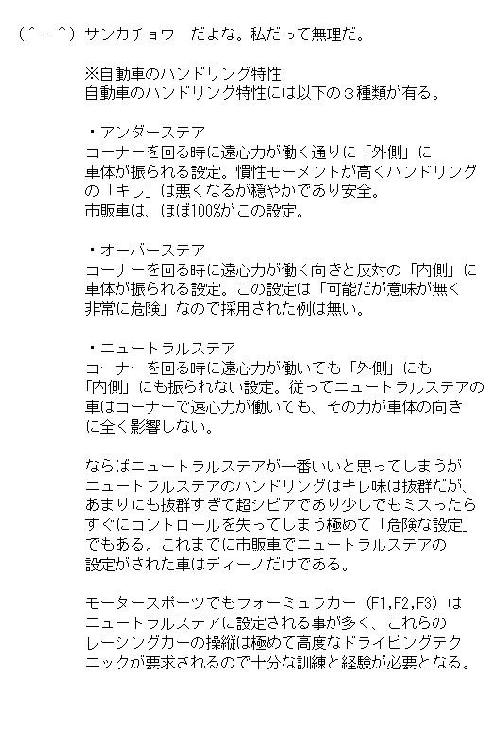 (＾－＾) サンカチョウ　だよな。私だって無理だ。
※自動車のハンドリング特性
自動車のハンドリング特性には以下の３種類が有る。
・アンダーステア
コーナーを回る時に遠心力が働く通りに「外側」に
車体が振られる設定。慣性モーメントが高くハンドリング
の「キレ」は悪くなるが穏やかであり安全。
市販車は、ほぼ100%がこの設定。
・オーバーステア
コーナーを回る時に遠心力が働く向きと反対の「内側」に
車体が振られる設定。この設定は「可能だが意味が無く
非常に危険」なので採用された例は無い。
・ニュートラルステア
コーナーを回る時に遠心力が働いても「外側」にも
「内側」にも振られない設定。従ってニュートラルステアの
車はコーナーで遠心力が働いても、その力が車体の向き
に全く影響しない。
ならばニュートラルステアが一番いいと思ってしまうが
ニュートラルステアのハンドリングはキレ味は抜群だが、
あまりにも抜群すぎて超シビアであり少しでもミスったら
すぐにコントロールを失ってしまう極めて「危険な設定」
でもある。これまでに市販車でニュートラルステアの
設定がされた車はディーノだけである。
モータースポーツでもフォーミュラカー (F1,F2,F3) は
ニュートラルステアに設定される事が多く、これらの
レーシングカーの操縦は極めて高度なドライビングテク
ニックが要求されるので十分な訓練と経験が必要となる。